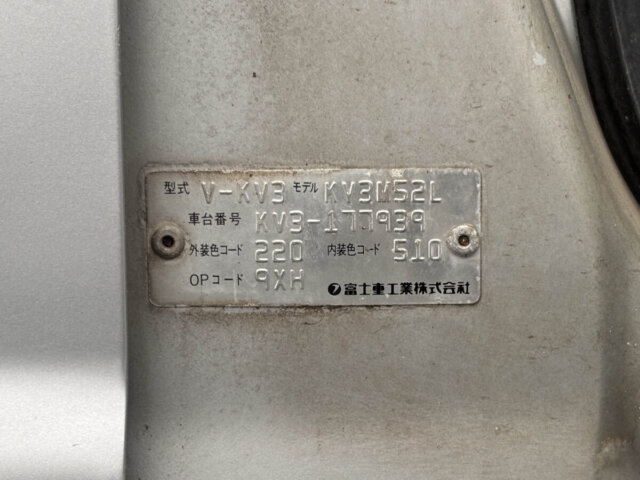 型式 V-KV3 モデル KV3M52L
車台番号 KV3-177939
外装色コード 220 内装色コード 510
OPコード 9XH 富士重工業株式会社